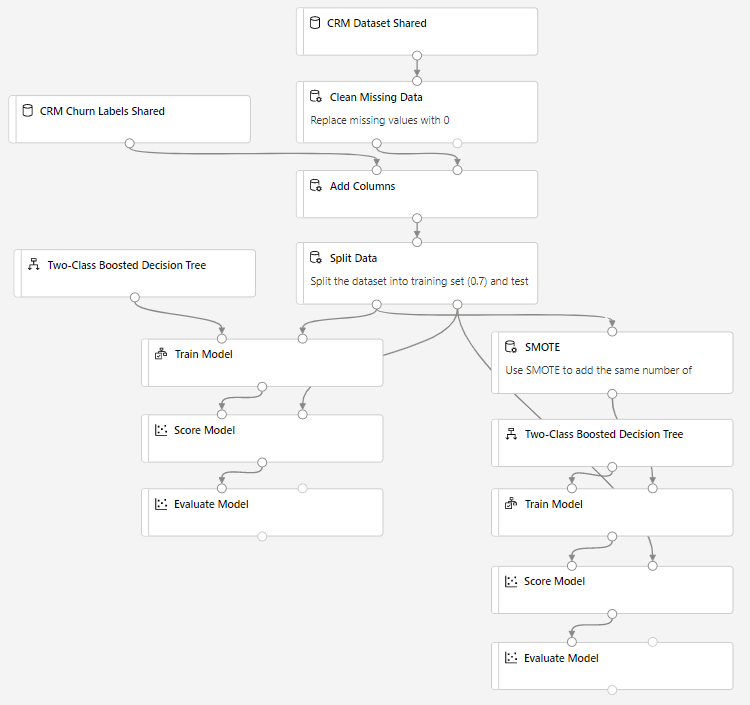 CRM Dataset Shared
Clean Missing Data
Replace missing values with 0
CRM Churn Labels Shared
Add Columns
Split Data
Split the dataset into training set (0.7) and test
Two-Class Boosted Decision Tree
Train Model
Score Model
Evaluate Model
SMOTE
Use SMOTE to add the same number of
Two-Class Boosted Decision Tree
Train Model
Score Model
Evaluate Model